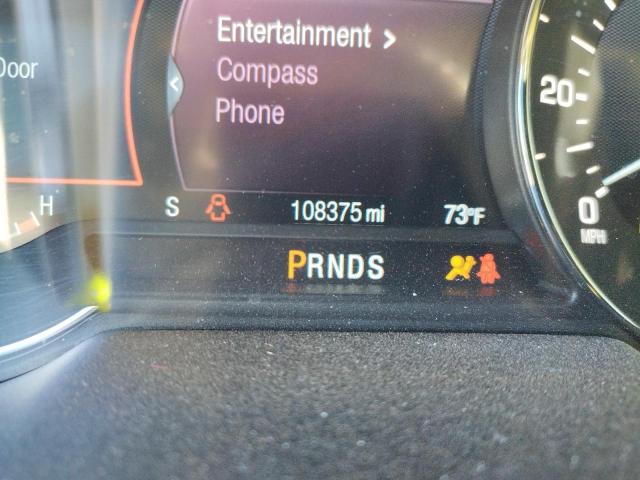 Entertainment >
Door
Compass
Phone
20
H
S
108375 mi
73°F
0
MPH
PRNDS